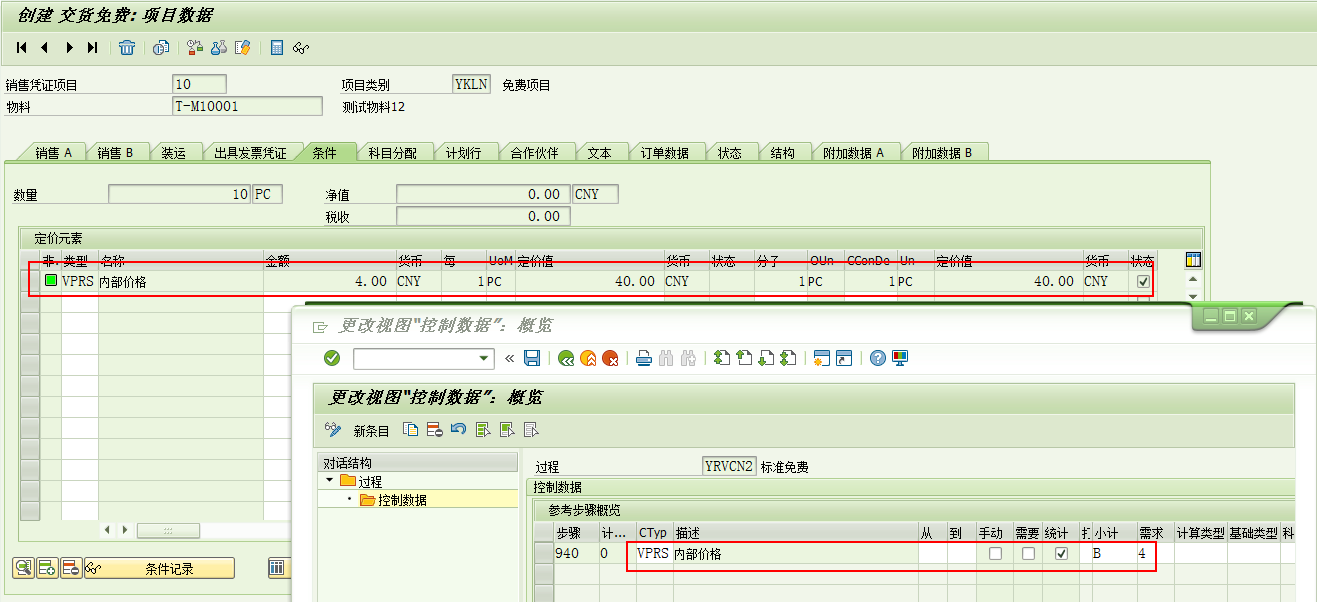 创建 交货免费: 项目数据
销售凭证项目 10 项目类别 YKLN 免费项目
物料 T-M10001 测试物料12
销售 A 销售 B 装运 出具发票凭证 条件 科目分配 计划行 合作伙伴 文本 订单数据 状态 结构 附加数据 A 附加数据 B
数量 10 PC 净值 0.00 CNY
税收 0.00
定价元素
非. 类型 名称 金额 货币 每 UoM 定价值 货币 状态 分子 OUn CConDe Un 定价值 货币 状态
VPRS 内部价格 4.00 CNY 1 PC 40.00 CNY 1 PC 1 PC 40.00 CNY
更改视图"控制数据": 概览
更改视图"控制数据": 概览
新条目
对话结构
过程
控制数据
过程 YRVCN2 标准免费
控制数据
参考步骤概览
步骤 计... CTyp 描述 从 到 手动 需要 统计 小计 需求 计算类型 基础类型 科
940 0 VPRS 内部价格 B 4
条件记录